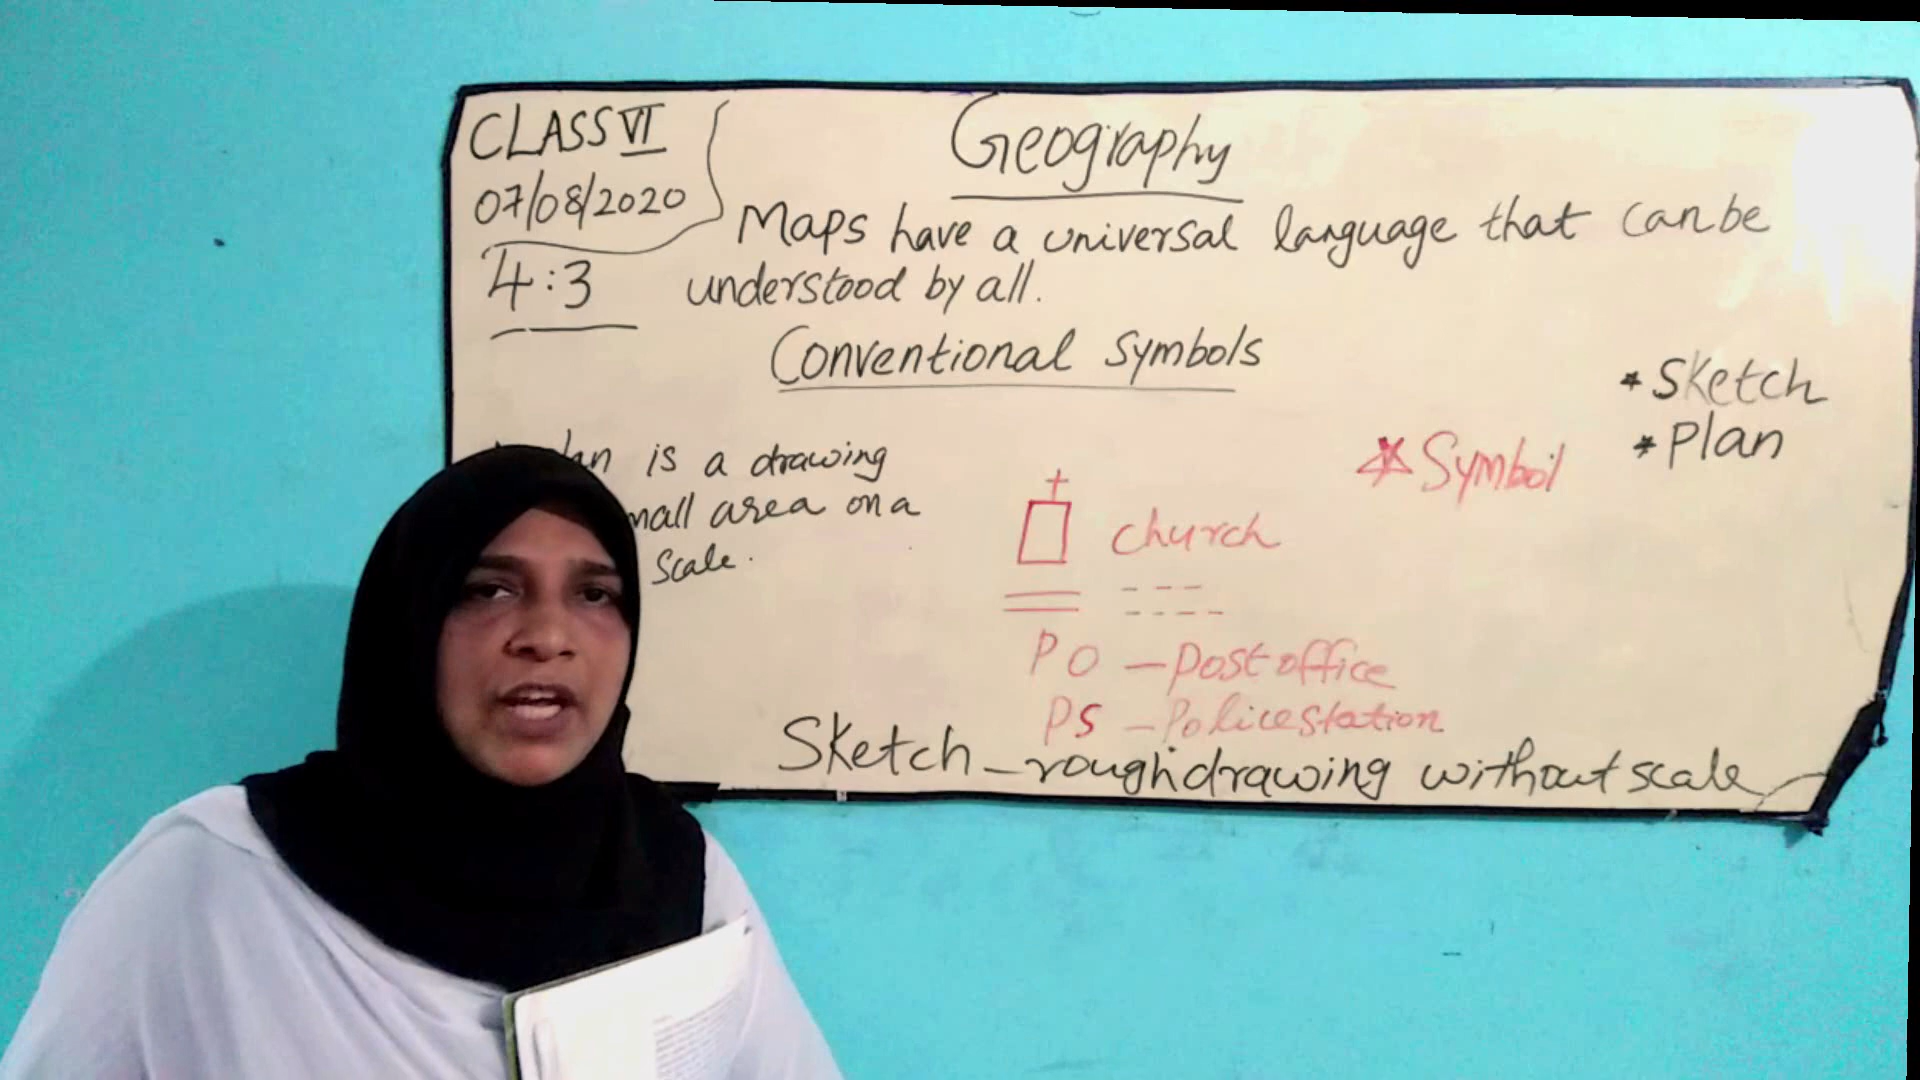 CLASS VI
07/08/2020
4:3
Geography
Maps have a universal language that can be
understood by all.
Conventional Symbols
* Sketch
* Plan
is a drawing
area on a
Scale.
* Symbol
church
PO - Post office
PS - Police Station
Sketch - rough drawing without scale